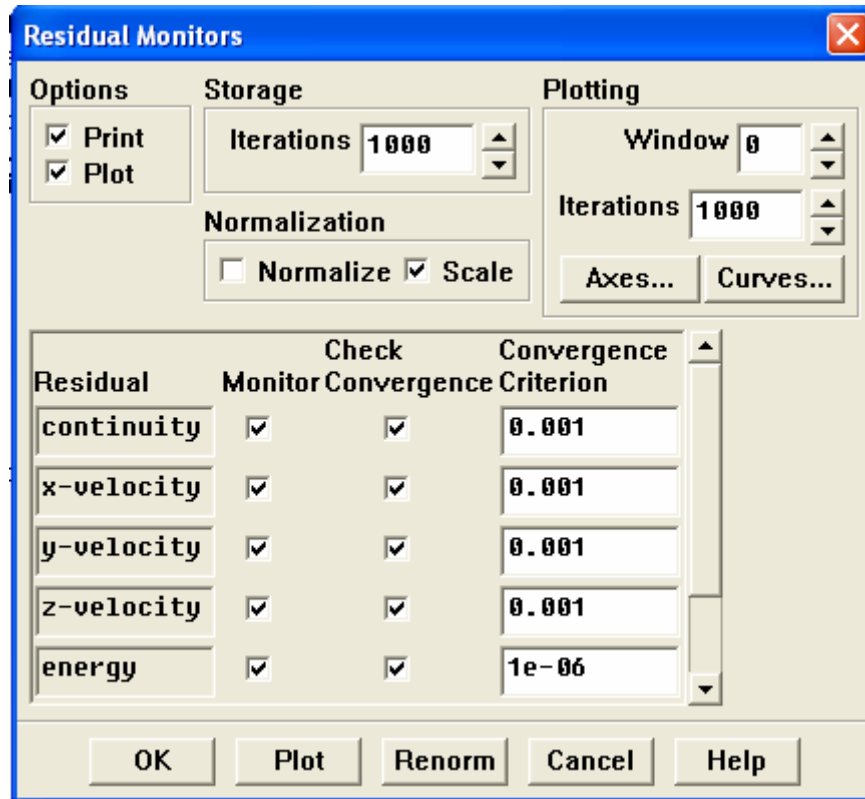 Residual Monitors
Options
Print
Plot
Storage
Iterations 1000
Normalization
Normalize Scale
Plotting
Window 0
Iterations 1000
Axes... Curves...
Residual Monitor Check Convergence Convergence Criterion
continuity 0.001
x-velocity 0.001
y-velocity 0.001
z-velocity 0.001
energy 1e-06
OK Plot Renorm Cancel Help